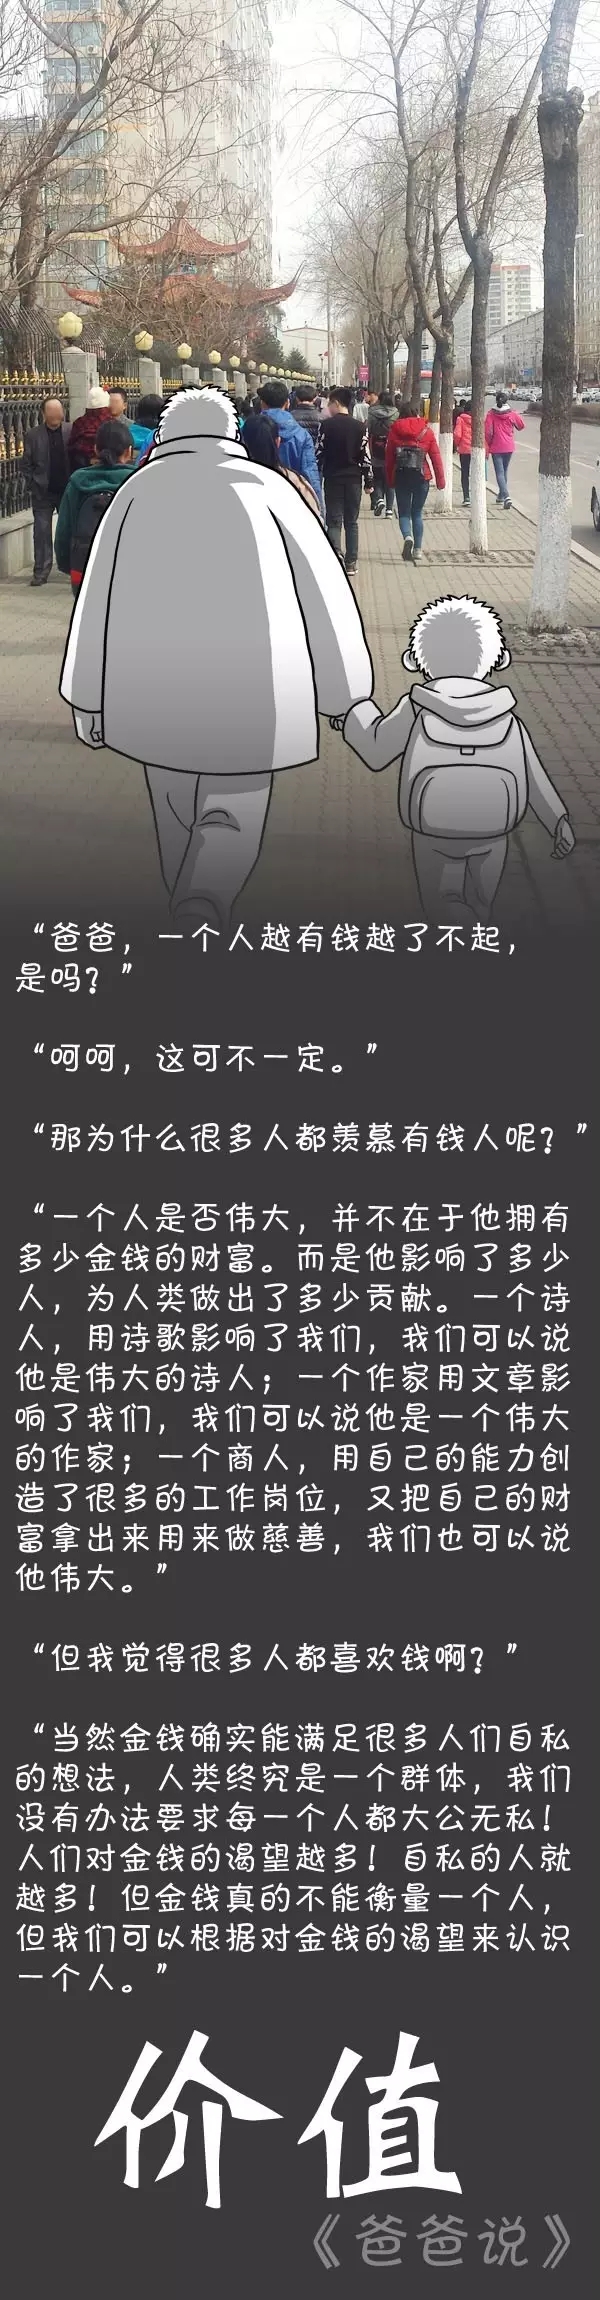 “爸爸，一个人越有钱越了不起，
是吗？”
“呵呵，这可不一定。”
“那为什么很多人都羡慕有钱人呢？”
“一个人是否伟大，并不在于他拥有
多少金钱的财富。而是他影响了多少
人，为人类做出了多少贡献。一个诗
人，用诗歌影响了我们，我们可以说
他是伟大的诗人；一个作家用文章影
响了我们，我们可以说他是一个伟大
的作家；一个商人，用自己的能力创
造了很多的工作岗位，又把自己的财
富拿出来用来做慈善，我们也可以说
他伟大。”
“但我觉得很多人都喜欢钱啊？”
“当然金钱确实能满足很多人们自私
的想法，人类终究是一个群体，我们
没有办法要求每一个人都大公无私！
人们对金钱的渴望越多！自私的人就
越多！但金钱真的不能衡量一个人，
但我们可以根据对金钱的渴望来认识
一个人。”
价值
《爸爸说》